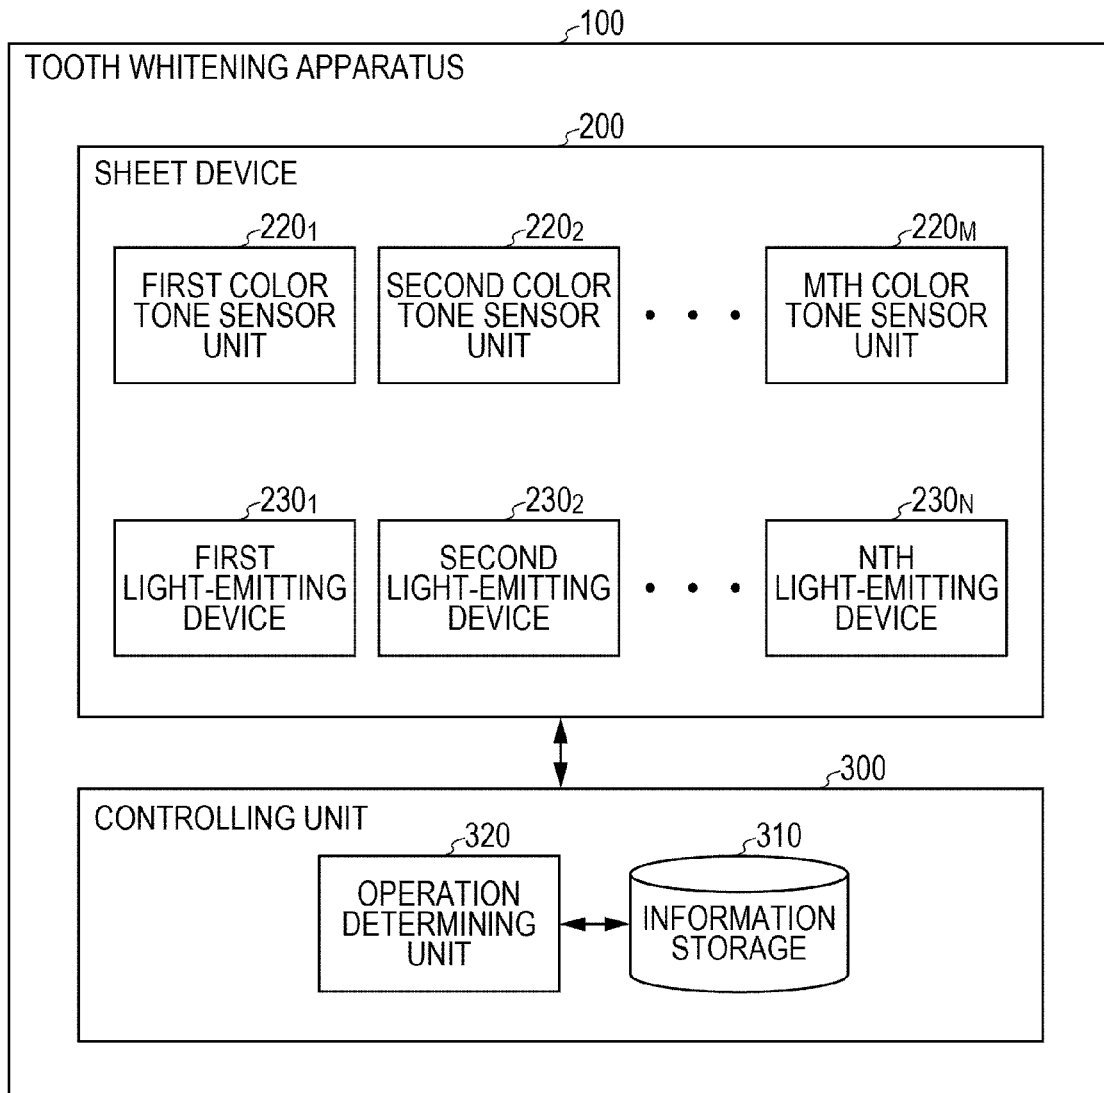 100
TOOTH WHITENING APPARATUS
200
SHEET DEVICE
220₁
220₂
220M
FIRST COLOR
TONE SENSOR
UNIT
SECOND COLOR
TONE SENSOR
UNIT
• • •
MTH COLOR
TONE SENSOR
UNIT
230₁
230₂
230N
FIRST
LIGHT-EMITTING
DEVICE
SECOND
LIGHT-EMITTING
DEVICE
• • •
NTH
LIGHT-EMITTING
DEVICE
300
CONTROLLING UNIT
320
310
OPERATION
DETERMINING
UNIT
INFORMATION
STORAGE